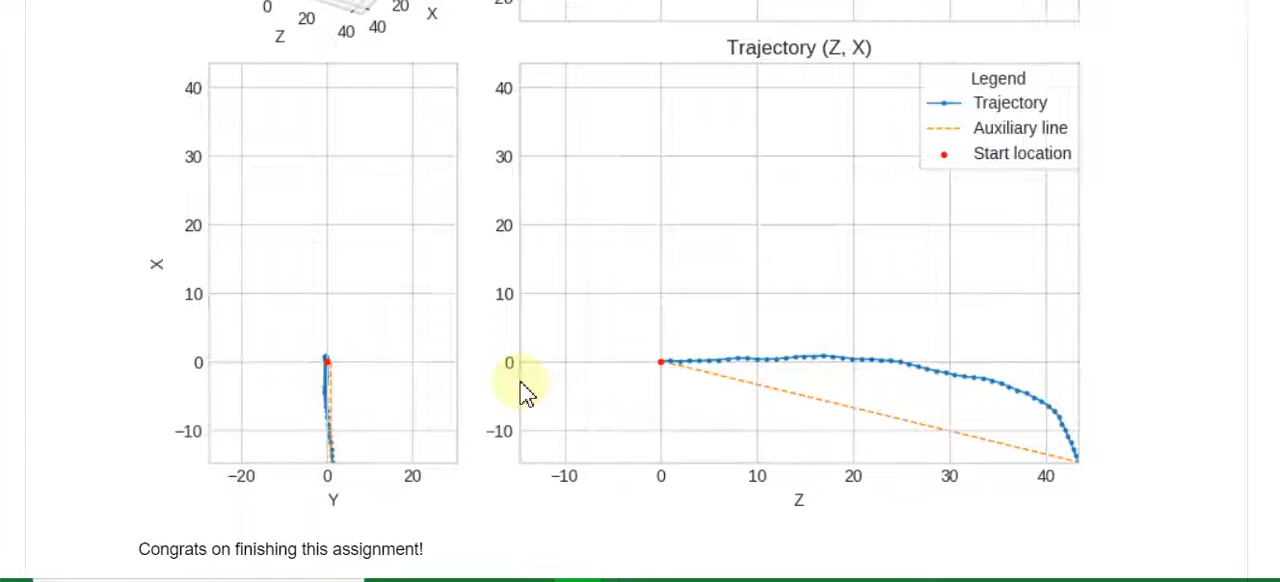 0
20
40
40
20
X
Z
20
Trajectory (Z, X)
40
30
20
10
0
−10
X
−20
0
20
Y
40
30
20
10
0
−10
−10
0
10
20
30
40
Z
Legend
Trajectory
Auxiliary line
Start location
Congrats on finishing this assignment!